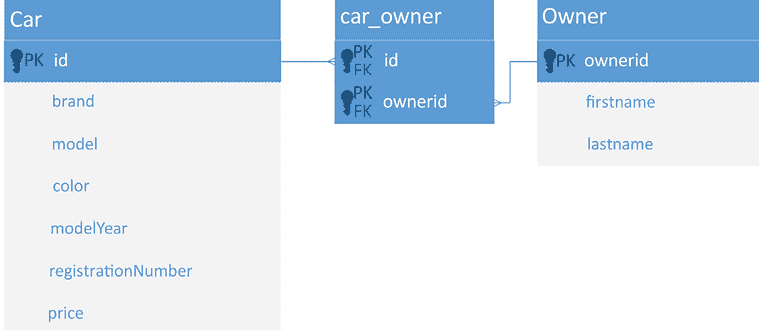 Car
PK id
brand
model
color
modelYear
registrationNumber
price
car_owner
PK
FK id
PK
FK ownerid
Owner
PK ownerid
firstname
lastname